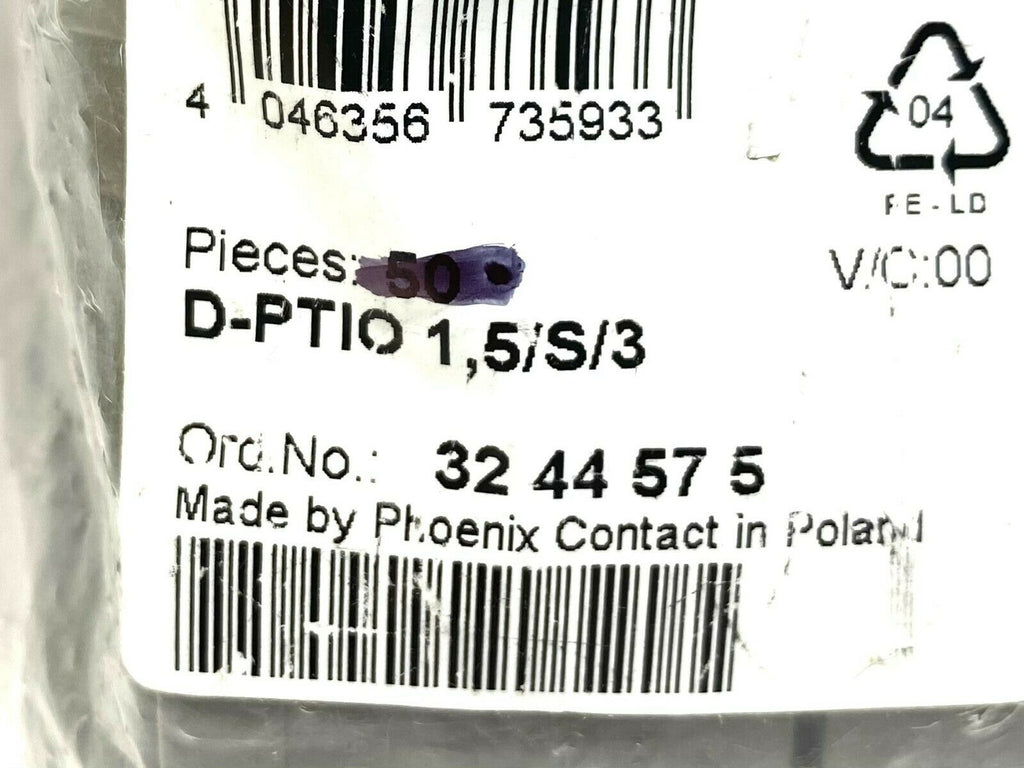 4 046356 735933
04
PE-LD
Pieces: 50
V/C:00
D-PTIO 1,5/S/3
Ord.No.: 32 44 57 5
Made by Phoenix Contact in Poland